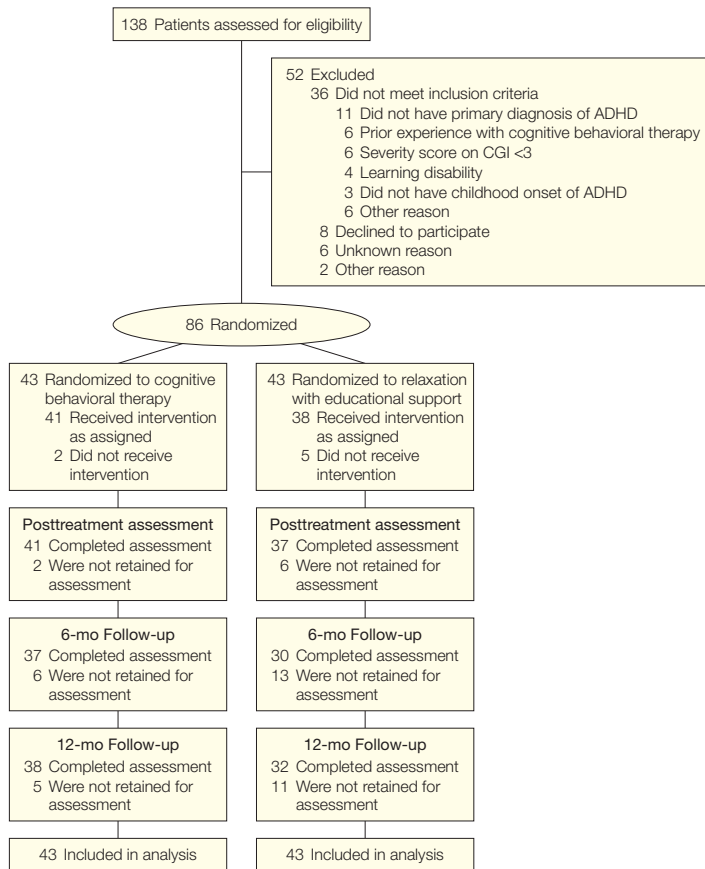 138 Patients assessed for eligibility
52 Excluded
36 Did not meet inclusion criteria
11 Did not have primary diagnosis of ADHD
6 Prior experience with cognitive behavioral therapy
6 Severity score on CGI <3
4 Learning disability
3 Did not have childhood onset of ADHD
6 Other reason
8 Declined to participate
6 Unknown reason
2 Other reason
86 Randomized
43 Randomized to cognitive
behavioral therapy
41 Received intervention
as assigned
2 Did not receive
intervention
43 Randomized to relaxation
with educational support
38 Received intervention
as assigned
5 Did not receive
intervention
Posttreatment assessment
41 Completed assessment
2 Were not retained for
assessment
Posttreatment assessment
37 Completed assessment
6 Were not retained for
assessment
6-mo Follow-up
37 Completed assessment
6 Were not retained for
assessment
6-mo Follow-up
30 Completed assessment
13 Were not retained for
assessment
12-mo Follow-up
38 Completed assessment
5 Were not retained for
assessment
12-mo Follow-up
32 Completed assessment
11 Were not retained for
assessment
43 Included in analysis
43 Included in analysis